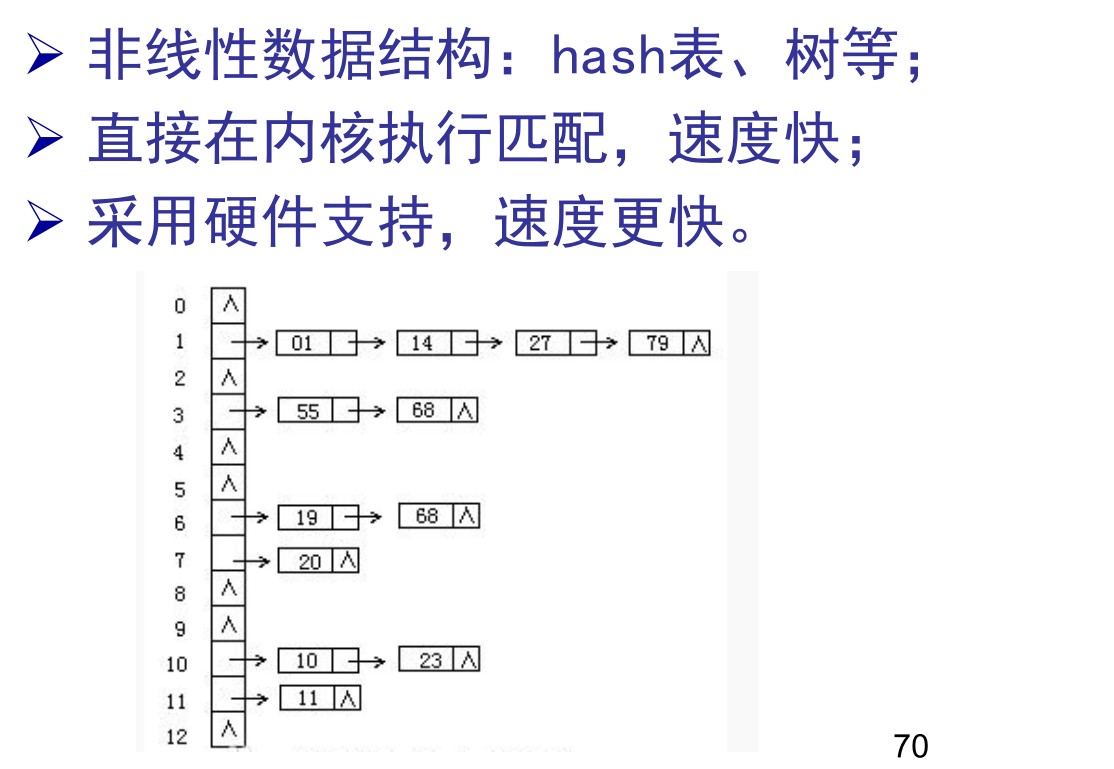 ➢ 非线性数据结构：hash表、树等；
➢ 直接在内核执行匹配，速度快；
➢ 采用硬件支持，速度更快。
0 ∧
1 01 14 27 79 ∧
2 ∧
3 55 68 ∧
4 ∧
5 ∧
6 19 68 ∧
7 20 ∧
8 ∧
9 ∧
10 10 23 ∧
11 11 ∧
12 ∧
70